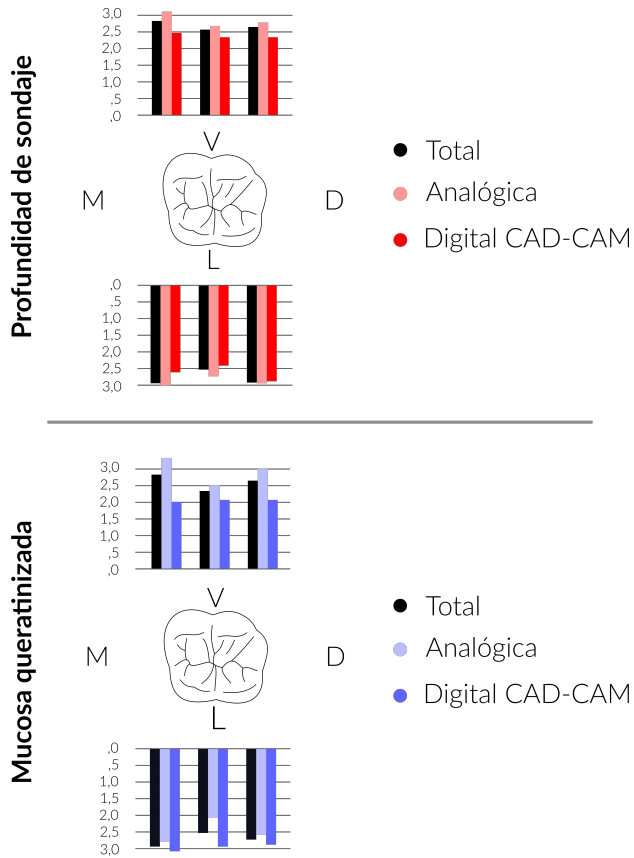 Profundidad de sondaje
3,0
2,5
2,0
1,5
1,0
,5
,0
V
M
D
L
,0
,5
1,0
1,5
2,0
2,5
3,0
Total
Analógica
Digital CAD-CAM
Mucosa queratinizada
3,0
2,5
2,0
1,5
1,0
,5
,0
V
M
D
L
,0
,5
1,0
1,5
2,0
2,5
3,0
Total
Analógica
Digital CAD-CAM